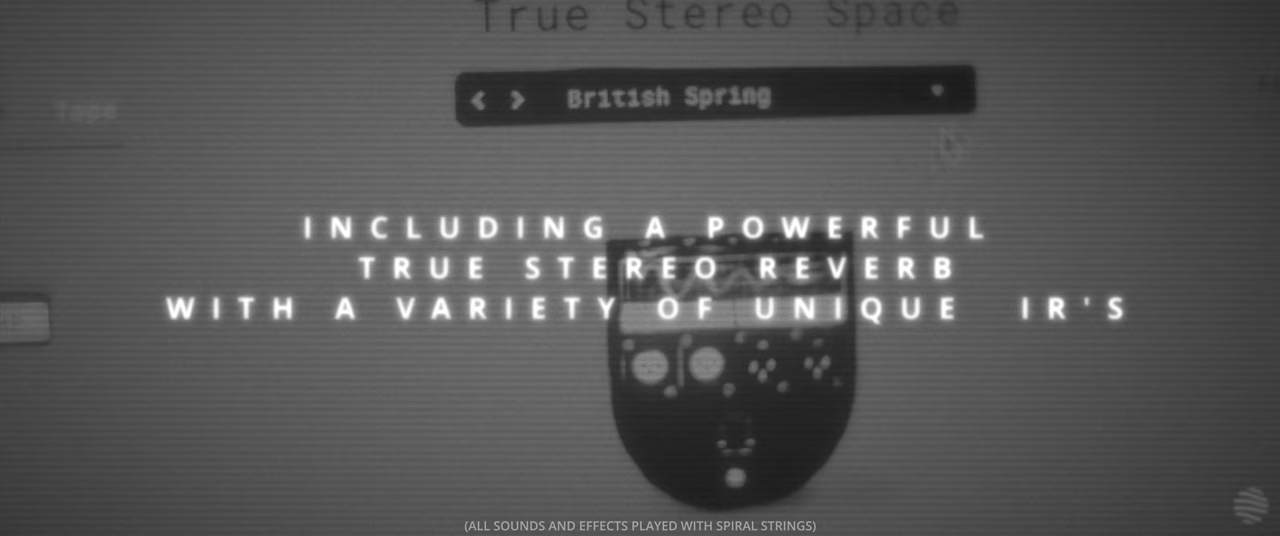 True Stereo Space
British Spring
Tape
INCLUDING A POWERFUL
TRUE STEREO REVERB
WITH A VARIETY OF UNIQUE IR'S
(ALL SOUNDS AND EFFECTS PLAYED WITH SPIRAL STRINGS)